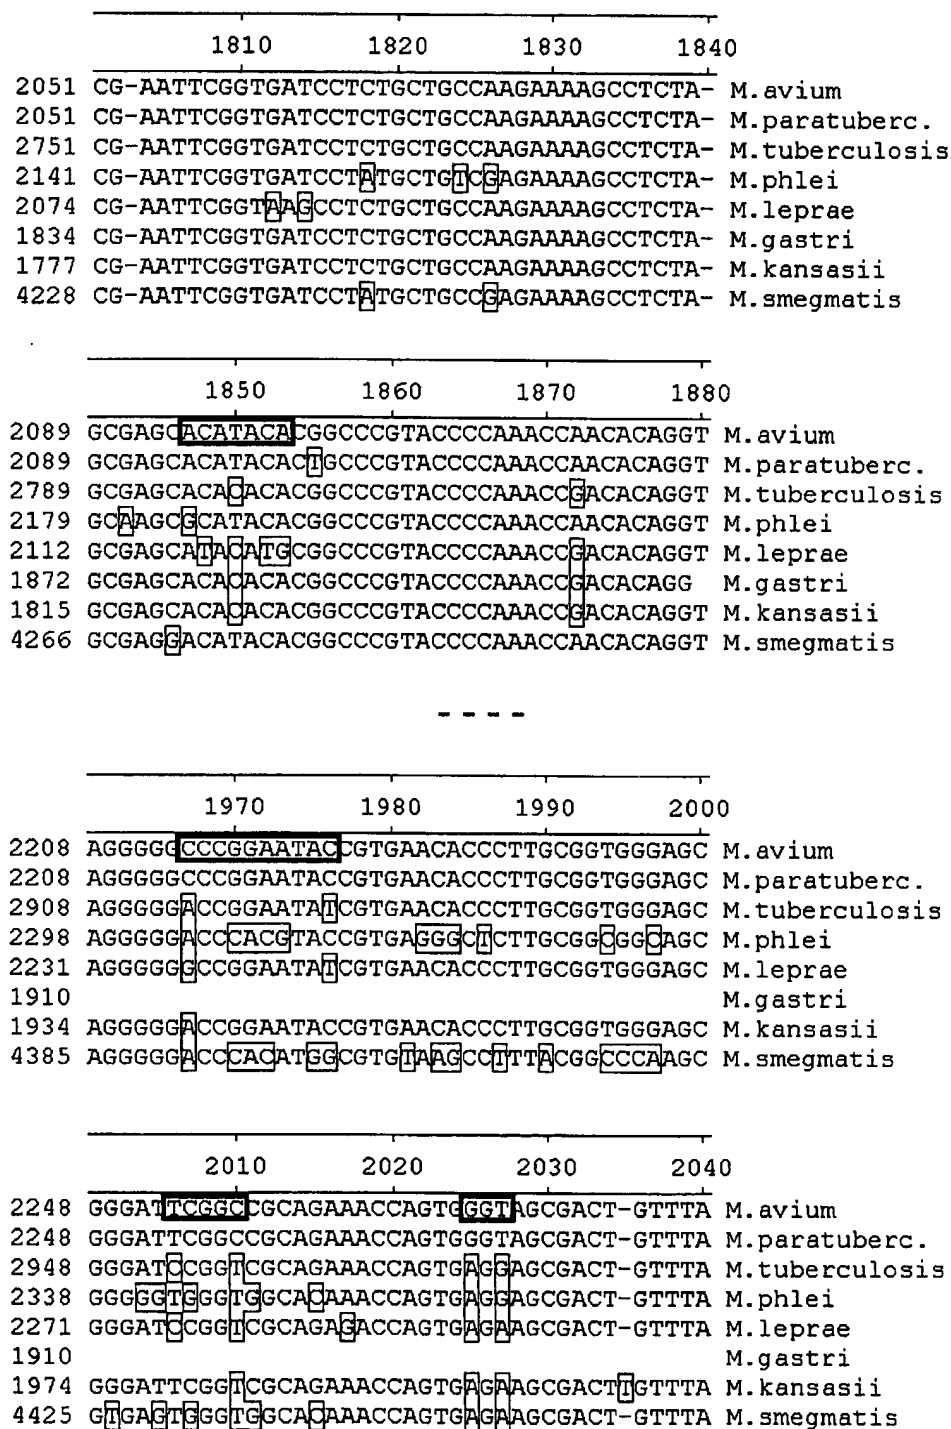 1810 1820 1830 1840
2051 CG-AATTCGGTGATCCTCTGCTGCCAAGAAAAGCCTCTA- M.avium
2051 CG-AATTCGGTGATCCTCTGCTGCCAAGAAAAGCCTCTA- M.paratuberc.
2751 CG-AATTCGGTGATCCTCTGCTGCCAAGAAAAGCCTCTA- M.tuberculosis
2141 CG-AATTCGGTGATCCTATGCTGTCGAGAAAAGCCTCTA- M.phlei
2074 CG-AATTCGGTAAGCCTCTGCTGCCAAGAAAAGCCTCTA- M.leprae
1834 CG-AATTCGGTGATCCTCTGCTGCCAAGAAAAGCCTCTA- M.gastri
1777 CG-AATTCGGTGATCCTCTGCTGCCAAGAAAAGCCTCTA- M.kansasii
4228 CG-AATTCGGTGATCCTATGCTGCCGAGAAAAGCCTCTA- M.smegmatis
1850 1860 1870 1880
2089 GCGAGCACATACACGGCCCGTACCCCAAACCAACACAGGT M.avium
2089 GCGAGCACATACACTGCCCGTACCCCAAACCAACACAGGT M.paratuberc.
2789 GCGAGCACACACACGGCCCGTACCCCAAACCGACACAGGT M.tuberculosis
2179 GCAAGCGCATACACGGCCCGTACCCCAAACCAACACAGGT M.phlei
2112 GCGAGCATACATGCGGCCCGTACCCCAAACCGACACAGGT M.leprae
1872 GCGAGCACACACACGGCCCGTACCCCAAACCGACACAGG M.gastri
1815 GCGAGCACACACACGGCCCGTACCCCAAACCGACACAGGT M.kansasii
4266 GCGAGGACATACACGGCCCGTACCCCAAACCAACACAGGT M.smegmatis
- - - -
1970 1980 1990 2000
2208 AGGGGGCCCGGAATACCGTGAACACCCTTGCGGTGGGAGC M.avium
2208 AGGGGGCCCGGAATACCGTGAACACCCTTGCGGTGGGAGC M.paratuberc.
2908 AGGGGGACCGGAATATCGTGAACACCCTTGCGGTGGGAGC M.tuberculosis
2298 AGGGGGACCCACGTACCGTGAGGGCTCTTGCGGCGGCAGC M.phlei
2231 AGGGGGGCCGGAATATCGTGAACACCCTTGCGGTGGGAGC M.leprae
1910 M.gastri
1934 AGGGGGACCGGAATACCGTGAACACCCTTGCGGTGGGAGC M.kansasii
4385 AGGGGGACCCACATGGCGTGTAAGCCTTTACGGCCCAAGC M.smegmatis
2010 2020 2030 2040
2248 GGGATTCGGCCGCAGAAACCAGTGGGTAGCGACT-GTTTA M.avium
2248 GGGATTCGGCCGCAGAAACCAGTGGGTAGCGACT-GTTTA M.paratuberc.
2948 GGGATCCGGTCGCAGAAACCAGTGAGGAGCGACT-GTTTA M.tuberculosis
2338 GGGGGTGGGTGGCACAAACCAGTGAGGAGCGACT-GTTTA M.phlei
2271 GGGATCCGGTCGCAGAGACCAGTGAGAAGCGACT-GTTTA M.leprae
1910 M.gastri
1974 GGGATTCGGTCGCAGAAACCAGTGAGAAGCGACTTGTTTA M.kansasii
4425 GTGAGTGGGTGGCACAAACCAGTGAGAAGCGACT-GTTTA M.smegmatis